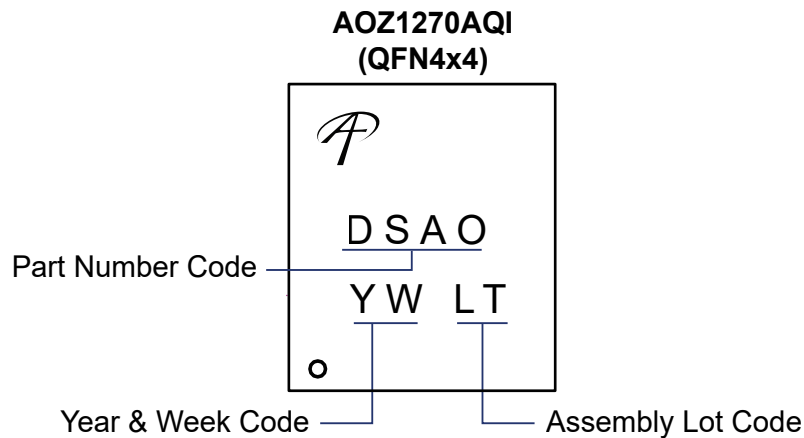 AOZ1270AQI
(QFN4x4)
DSAO
Part Number Code
YW LT
Year & Week Code
Assembly Lot Code